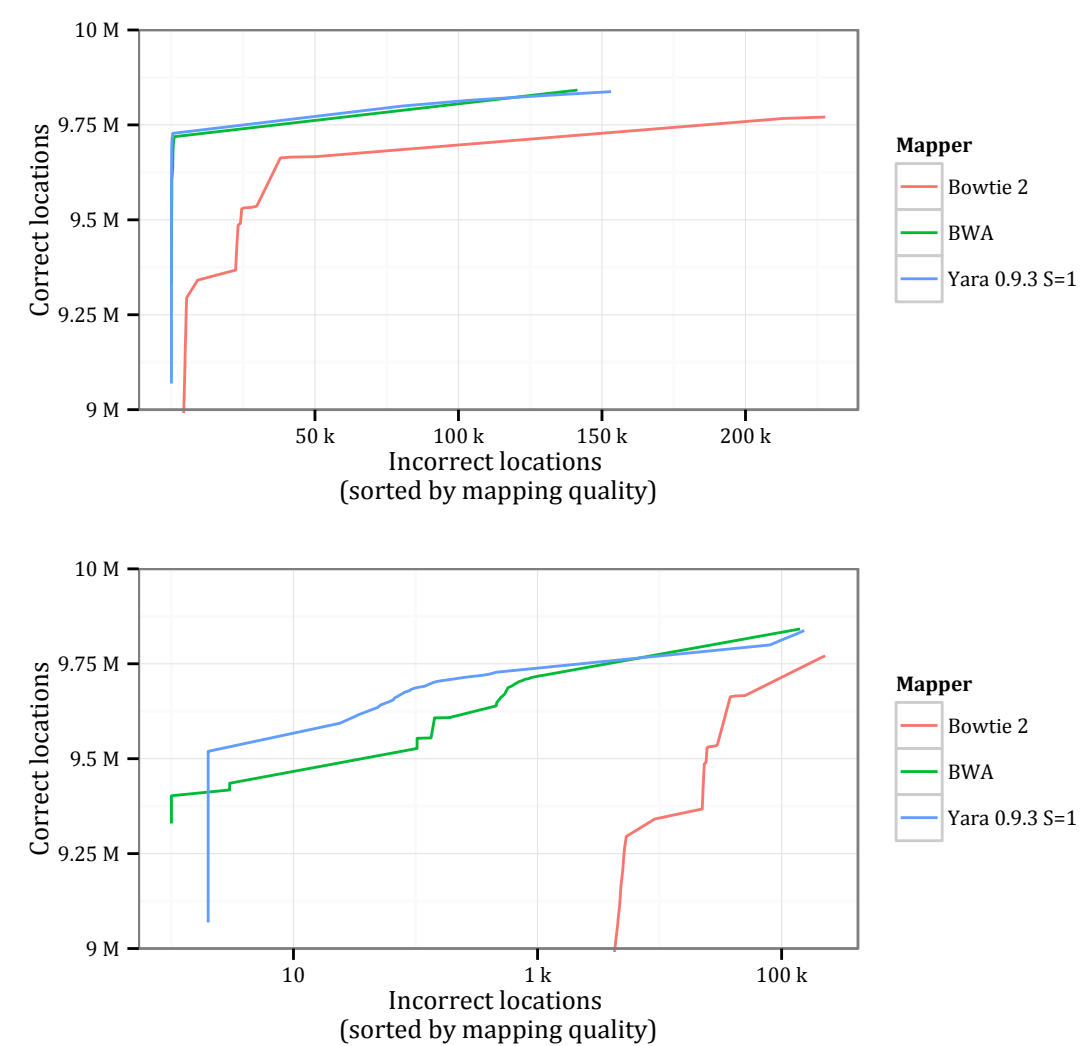 10 M
9.75 M
9.5 M
9.25 M
9 M
Correct locations
50 k 100 k 150 k 200 k
Incorrect locations
(sorted by mapping quality)
Mapper
Bowtie 2
BWA
Yara 0.9.3 S=1
10 M
9.75 M
9.5 M
9.25 M
9 M
Correct locations
10 1 k 100 k
Incorrect locations
(sorted by mapping quality)
Mapper
Bowtie 2
BWA
Yara 0.9.3 S=1